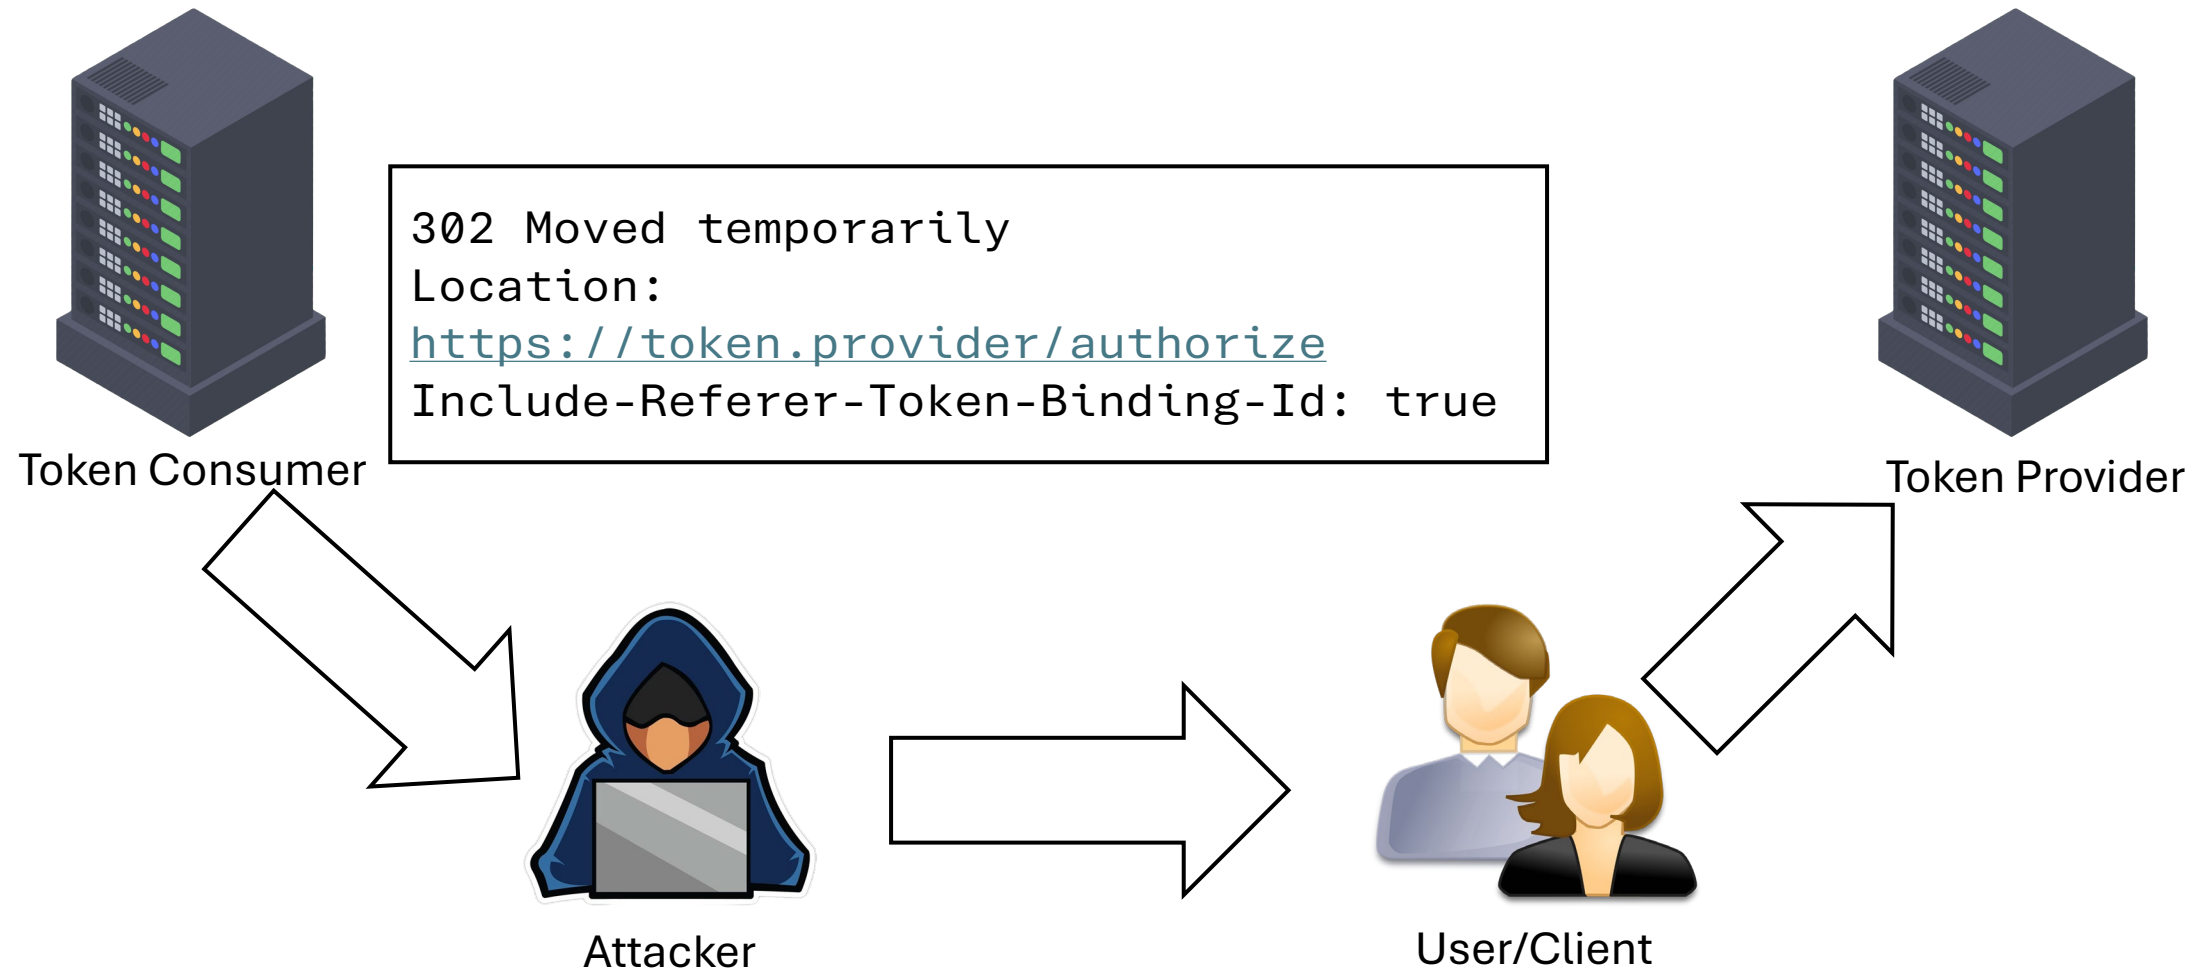 302 Moved temporarily
Location:
https://token.provider/authorize
Include-Referer-Token-Binding-Id: true
Token Consumer
Token Provider
Attacker
User/Client